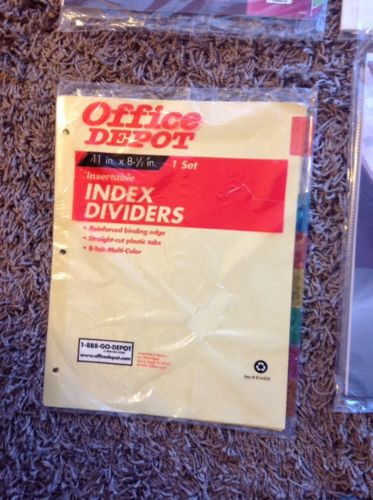 Office
DEPOT
11 in. x 8-1/2 in. 1 Set
Insertable
INDEX
DIVIDERS
• Reinforced binding edge
• Straight-cut plastic tabs
• 8-Tab Multi-Color
1-888-GO-DEPOT
www.officedepot.com